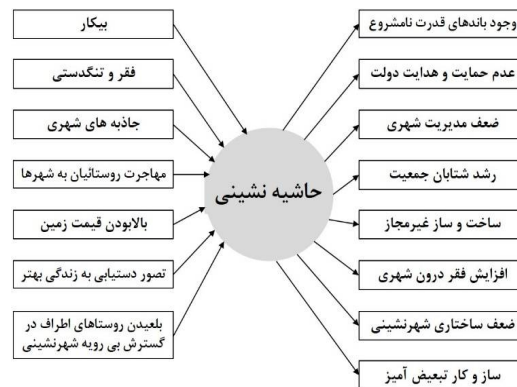 وجود باندهای قدرت نامشروع
عدم حمایت و هدایت دولت
ضعف مدیریت شهری
رشد شتابان جمعیت
ساخت و ساز غیرمجاز
افزایش فقر درون شهری
ضعف ساختاری شهرنشینی
ساز و کار تبعیض آمیز
حاشیه نشینی
بیکار
فقر و تنگدستی
جاذبه های شهری
مهاجرت روستائیان به شهرها
بالابودن قیمت زمین
تصور دستیابی به زندگی بهتر
بلعیدن روستاهای اطراف در
گسترش بی رویه شهرنشینی